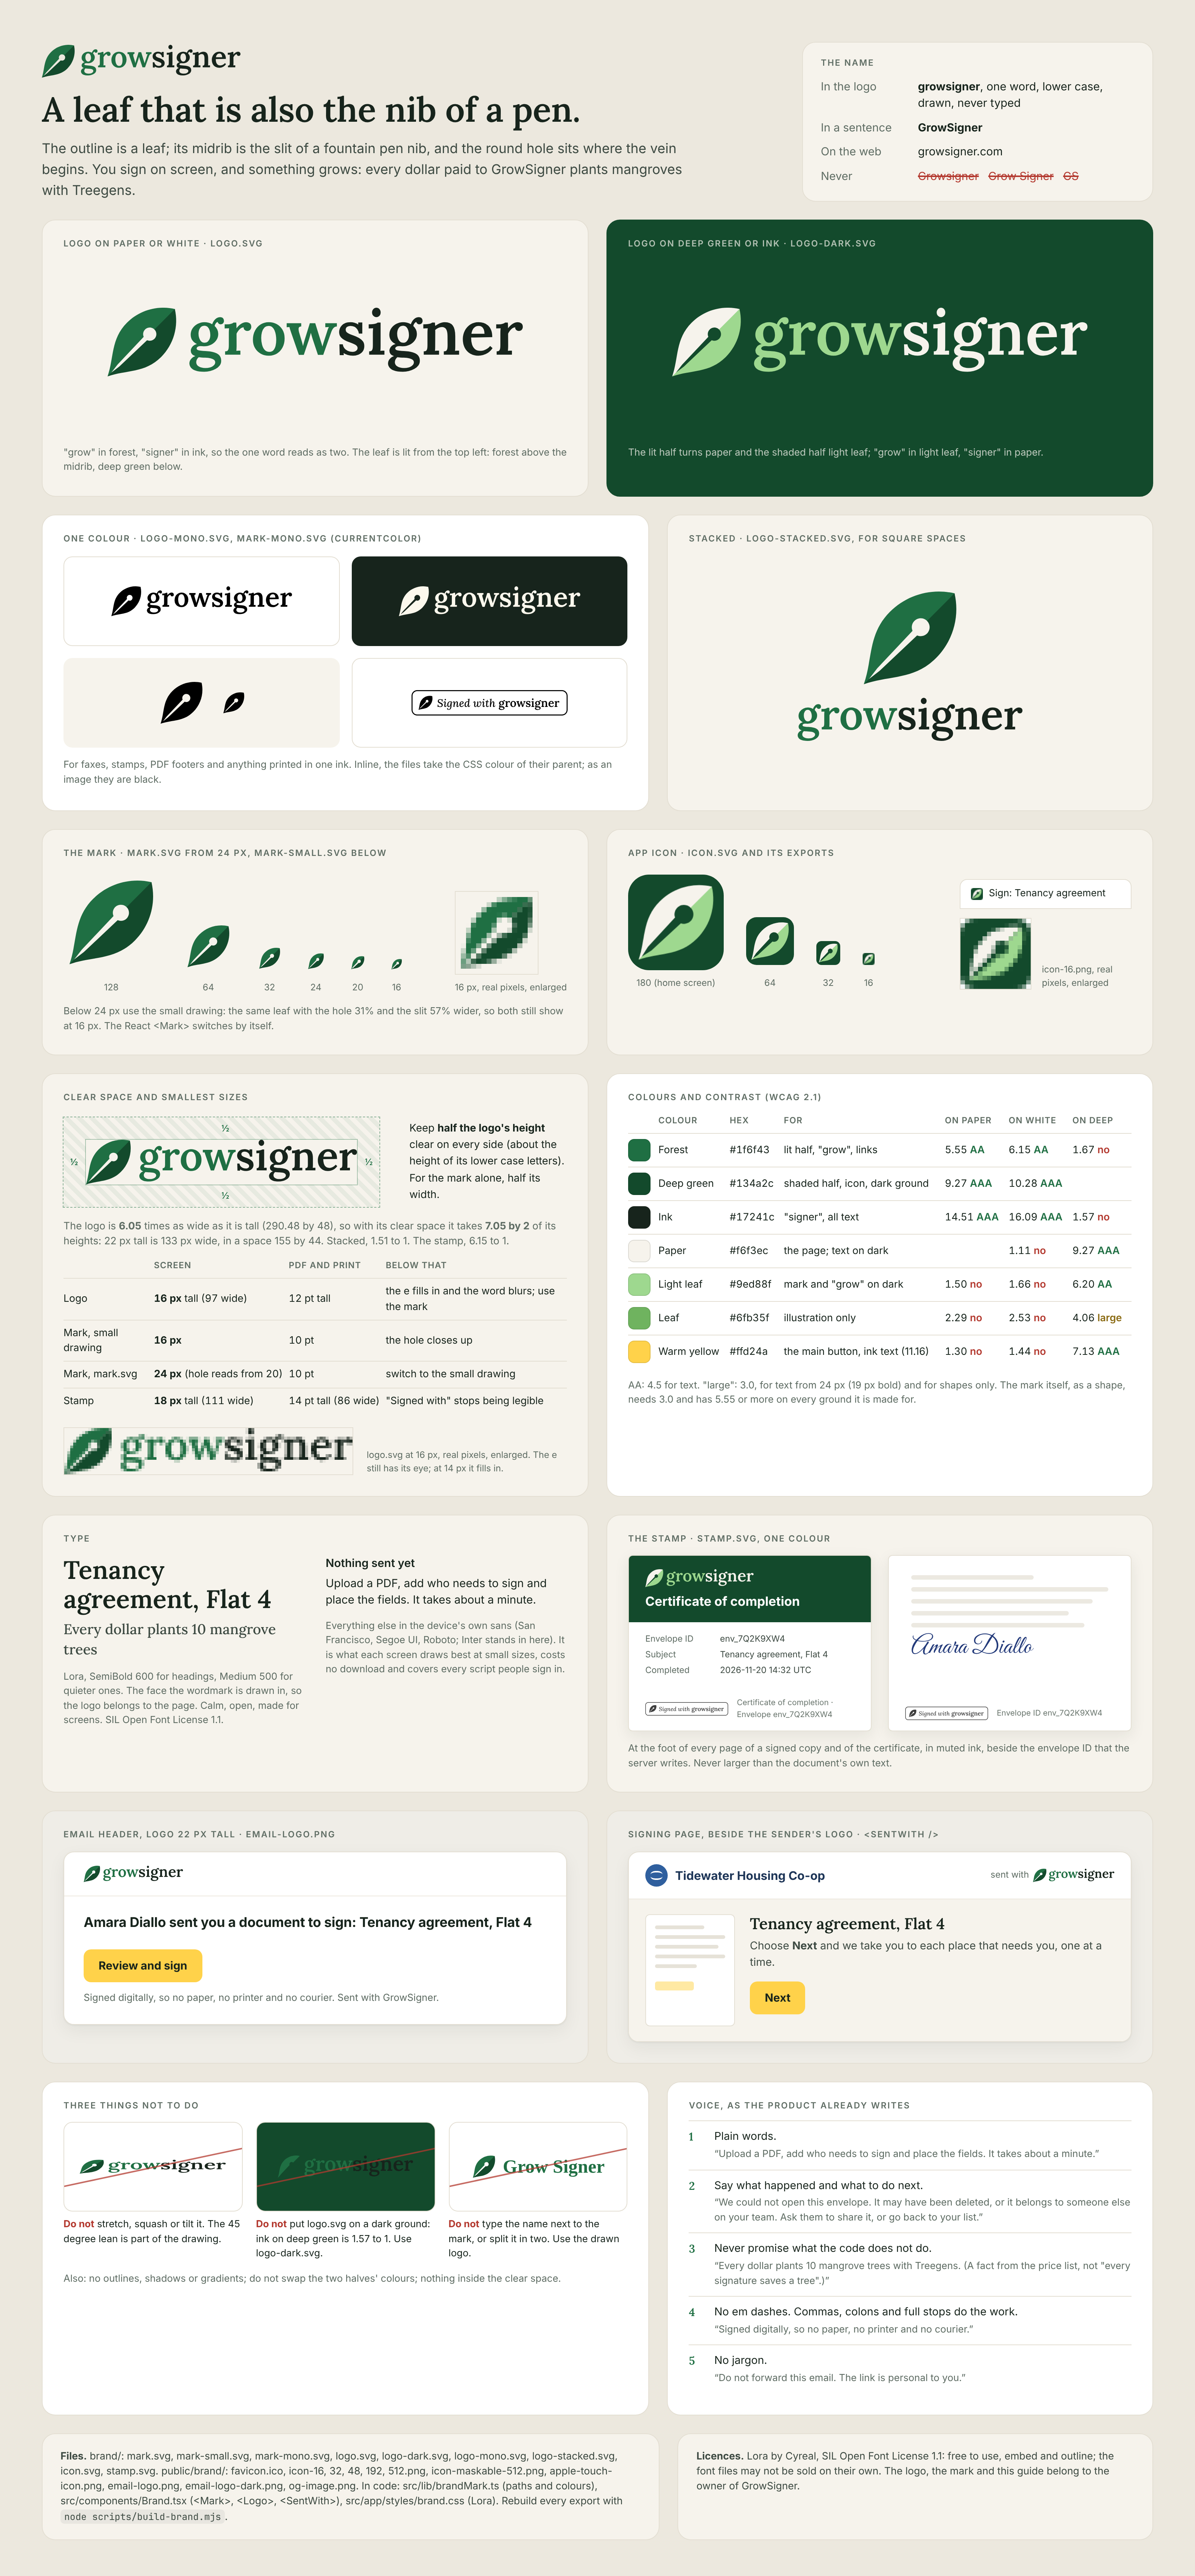 growsigner
A leaf that is also the nib of a pen.
The outline is a leaf; its midrib is the slit of a fountain pen nib, and the round hole sits where the vein
begins. You sign on screen, and something grows: every dollar paid to GrowSigner plants mangroves
with Treegens.
THE NAME
In the logo growsigner, one word, lower case,
drawn, never typed
In a sentence GrowSigner
On the web growsigner.com
Never Growsigner Grow Signer GS
LOGO ON PAPER OR WHITE · LOGO.SVG
growsigner
"grow" in forest, "signer" in ink, so the one word reads as two. The leaf is lit from the top left: forest above the
midrib, deep green below.
LOGO ON DEEP GREEN OR INK · LOGO-DARK.SVG
growsigner
The lit half turns paper and the shaded half light leaf; "grow" in light leaf, "signer" in paper.
ONE COLOUR · LOGO-MONO.SVG, MARK-MONO.SVG (CURRENTCOLOR)
growsigner
growsigner
Signed with growsigner
For faxes, stamps, PDF footers and anything printed in one ink. Inline, the files take the CSS colour of their parent; as an
image they are black.
STACKED · LOGO-STACKED.SVG, FOR SQUARE SPACES
growsigner
THE MARK · MARK.SVG FROM 24 PX, MARK-SMALL.SVG BELOW
128 64 32 24 20 16 16 px, real pixels, enlarged
Below 24 px use the small drawing: the same leaf with the hole 31% and the slit 57% wider, so both still show
at 16 px. The React <Mark> switches by itself.
APP ICON · ICON.SVG AND ITS EXPORTS
Sign: Tenancy agreement
180 (home screen) 64 32 16
icon-16.png, real
pixels, enlarged
CLEAR SPACE AND SMALLEST SIZES
½
½ growsigner ½
½
Keep half the logo's height
clear on every side (about the
height of its lower case letters).
For the mark alone, half its
width.
The logo is 6.05 times as wide as it is tall (290.48 by 48), so with its clear space it takes 7.05 by 2 of its
heights: 22 px tall is 133 px wide, in a space 155 by 44. Stacked, 1.51 to 1. The stamp, 6.15 to 1.
SCREEN PDF AND PRINT BELOW THAT
Logo 16 px tall (97 wide) 12 pt tall the e fills in and the word blurs; use
the mark
Mark, small
drawing 16 px 10 pt the hole closes up
Mark, mark.svg 24 px (hole reads from 20) 10 pt switch to the small drawing
Stamp 18 px tall (111 wide) 14 pt tall (86 wide) "Signed with" stops being legible
growsigner
logo.svg at 16 px, real pixels, enlarged. The e
still has its eye; at 14 px it fills in.
COLOURS AND CONTRAST (WCAG 2.1)
COLOUR HEX FOR ON PAPER ON WHITE ON DEEP
Forest #1f6f43 lit half, "grow", links 5.55 AA 6.15 AA 1.67 no
Deep green #134a2c shaded half, icon, dark ground 9.27 AAA 10.28 AAA
Ink #17241c "signer", all text 14.51 AAA 16.09 AAA 1.57 no
Paper #f6f3ec the page; text on dark 1.11 no 9.27 AAA
Light leaf #9ed88f mark and "grow" on dark 1.50 no 1.66 no 6.20 AA
Leaf #6fb35f illustration only 2.29 no 2.53 no 4.06 large
Warm yellow #ffd24a the main button, ink text (11.16) 1.30 no 1.44 no 7.13 AAA
AA: 4.5 for text. "large": 3.0, for text from 24 px (19 px bold) and for shapes only. The mark itself, as a shape,
needs 3.0 and has 5.55 or more on every ground it is made for.
TYPE
Tenancy
agreement, Flat 4
Every dollar plants 10 mangrove
trees
Lora, SemiBold 600 for headings, Medium 500 for
quieter ones. The face the wordmark is drawn in, so
the logo belongs to the page. Calm, open, made for
screens. SIL Open Font License 1.1.
Nothing sent yet
Upload a PDF, add who needs to sign and
place the fields. It takes about a minute.
Everything else in the device's own sans (San
Francisco, Segoe UI, Roboto; Inter stands in here). It
is what each screen draws best at small sizes, costs
no download and covers every script people sign in.
THE STAMP · STAMP.SVG, ONE COLOUR
growsigner
Certificate of completion
Envelope ID env_7Q2K9XW4
Subject Tenancy agreement, Flat 4
Completed 2026-11-20 14:32 UTC
Signed with growsigner
Certificate of completion ·
Envelope env_7Q2K9XW4
Amara Diallo
Signed with growsigner Envelope ID env_7Q2K9XW4
At the foot of every page of a signed copy and of the certificate, in muted ink, beside the envelope ID that the
server writes. Never larger than the document's own text.
EMAIL HEADER, LOGO 22 PX TALL · EMAIL-LOGO.PNG
growsigner
Amara Diallo sent you a document to sign: Tenancy agreement, Flat 4
Review and sign
Signed digitally, so no paper, no printer and no courier. Sent with GrowSigner.
SIGNING PAGE, BESIDE THE SENDER'S LOGO · <SENTWITH />
Tidewater Housing Co-op sent with growsigner
Tenancy agreement, Flat 4
Choose Next and we take you to each place that needs you, one at a
time.
Next
THREE THINGS NOT TO DO
growsigner
growsigner
Grow Signer
Do not stretch, squash or tilt it. The 45
degree lean is part of the drawing.
Do not put logo.svg on a dark ground:
ink on deep green is 1.57 to 1. Use
logo-dark.svg.
Do not type the name next to the
mark, or split it in two. Use the drawn
logo.
Also: no outlines, shadows or gradients; do not swap the two halves' colours; nothing inside the clear space.
VOICE, AS THE PRODUCT ALREADY WRITES
1 Plain words.
“Upload a PDF, add who needs to sign and place the fields. It takes about a minute.”
2 Say what happened and what to do next.
“We could not open this envelope. It may have been deleted, or it belongs to someone else
on your team. Ask them to share it, or go back to your list.”
3 Never promise what the code does not do.
“Every dollar plants 10 mangrove trees with Treegens. (A fact from the price list, not "every
signature saves a tree".)”
4 No em dashes. Commas, colons and full stops do the work.
“Signed digitally, so no paper, no printer and no courier.”
5 No jargon.
“Do not forward this email. The link is personal to you.”
Files. brand/: mark.svg, mark-small.svg, mark-mono.svg, logo.svg, logo-dark.svg, logo-mono.svg, logo-stacked.svg,
icon.svg, stamp.svg. public/brand/: favicon.ico, icon-16, 32, 48, 192, 512.png, icon-maskable-512.png, apple-touch-
icon.png, email-logo.png, email-logo-dark.png, og-image.png. In code: src/lib/brandMark.ts (paths and colours),
src/components/Brand.tsx (<Mark>, <Logo>, <SentWith>), src/app/styles/brand.css (Lora). Rebuild every export with
node scripts/build-brand.mjs.
Licences. Lora by Cyreal, SIL Open Font License 1.1: free to use, embed and outline; the
font files may not be sold on their own. The logo, the mark and this guide belong to the
owner of GrowSigner.